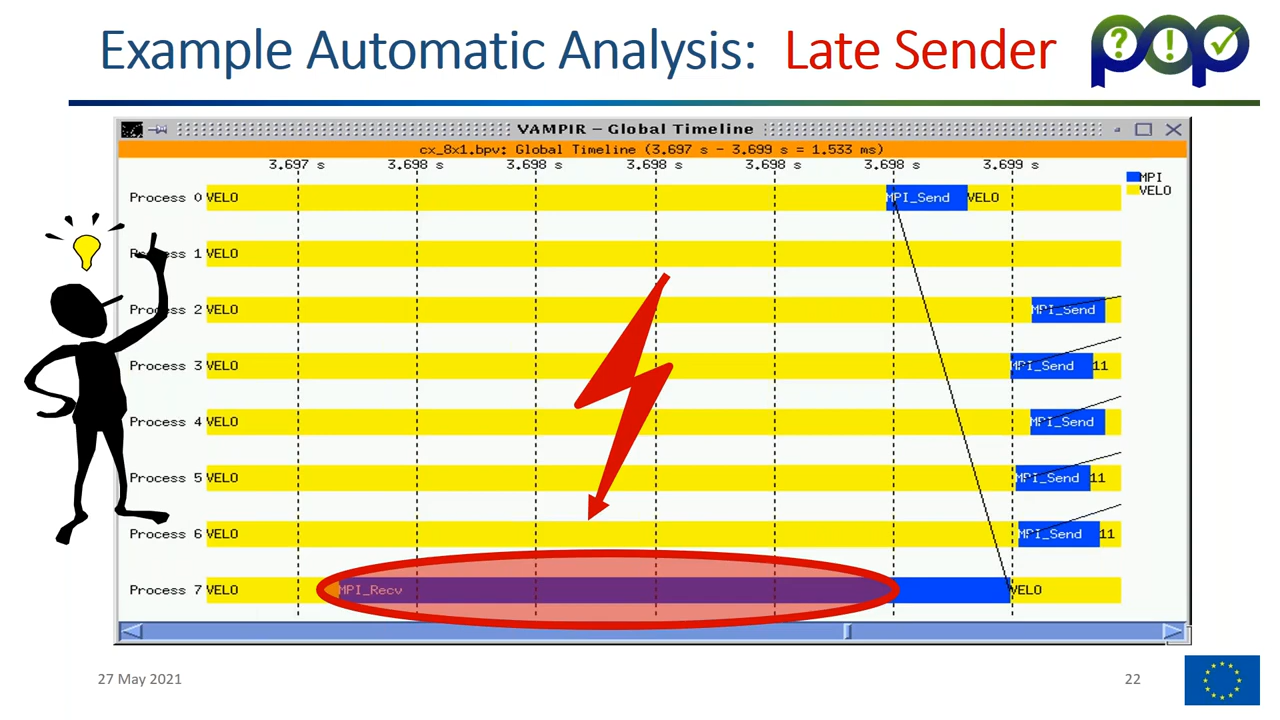 Example Automatic Analysis: Late Sender
pop
VAMPIR - Global Timeline
cx_8x1.bpv: Global Timeline (3.697 s - 3.699 s = 1.533 ms)
3.697 s 3.698 s 3.698 s 3.698 s 3.698 s 3.698 s 3.699 s
MPI
VELO
Process 0 VELO MPI_Send VELO
Process 1 VELO
Process 2 VELO MPI_Send
Process 3 VELO MPI_Send 11
Process 4 VELO MPI_Send
Process 5 VELO MPI_Send 11
Process 6 VELO MPI_Send 11
Process 7 VELO MPI_Recv VELO
27 May 2021
22